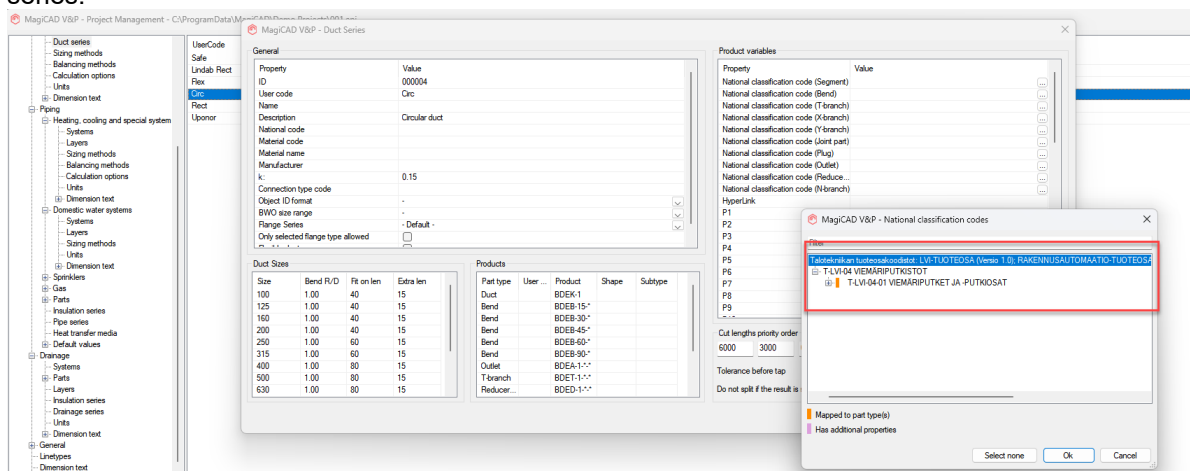 series.
MagiCAD V&P - Project Management - C:\ProgramData\
MagiCAD V&P - Duct Series
Duct series
Sizing methods
Balancing methods
Calculation options
Units
Dimension text
Piping
Heating, cooling and special system
Systems
Layers
Sizing methods
Balancing methods
Calculation options
Units
Dimension text
Domestic water systems
Systems
Layers
Sizing methods
Units
Dimension text
Sprinklers
Gas
Parts
Insulation series
Pipe series
Heat transfer media
Default values
Drainage
Systems
Parts
Layers
Insulation series
Drainage series
Units
Dimension text
General
Linetypes
Dimension text
UserCode
Safe
Lindab Rect
Flex
Circ
Rect
Uponor
General
Property Value
ID 000004
User code Circ
Name
Description Circular duct
National code
Material code
Material name
Manufacturer
k: 0.15
Connection type code
Object ID format -
BWO size range -
Flange Series - Default -
Only selected flange type allowed
Duct Sizes
Size Bend R/D Fit on len Extra len
100 1.00 40 15
125 1.00 40 15
160 1.00 40 15
200 1.00 40 15
250 1.00 60 15
315 1.00 60 15
400 1.00 80 15
500 1.00 80 15
630 1.00 80 15
Products
Part type User ... Product Shape Subtype
Duct BDEK-1
Bend BDEB-15-*
Bend BDEB-30-*
Bend BDEB-45-*
Bend BDEB-60-*
Bend BDEB-90-*
Outlet BDEA-1-*-*
T-branch BDET-1-*-*
Reducer... BDED-1-*-*
Product variables
Property Value
National classification code (Segment) ...
National classification code (Bend) ...
National classification code (T-branch) ...
National classification code (X-branch) ...
National classification code (Y-branch) ...
National classification code (Joint part) ...
National classification code (Plug) ...
National classification code (Outlet) ...
National classification code (Reduce... ...
National classification code (N-branch) ...
HyperLink
P1
P2
P3
P4
P5
P6
P7
P8
P9
Cut lengths priority order
6000 3000
Tolerance before tap
Do not split if the result is
MagiCAD V&P - National classification codes
Filter
Talotekniikan tuoteosakoodistot: LVI-TUOTEOSA (Versio 1.0); RAKENNUSAUTOMAATIO-TUOTEOSA
T-LVI-04 VIEMÄRIPUTKISTOT
T-LVI-04-01 VIEMÄRIPUTKET JA -PUTKIOSAT
Mapped to part type(s)
Has additional properties
Select none Ok Cancel